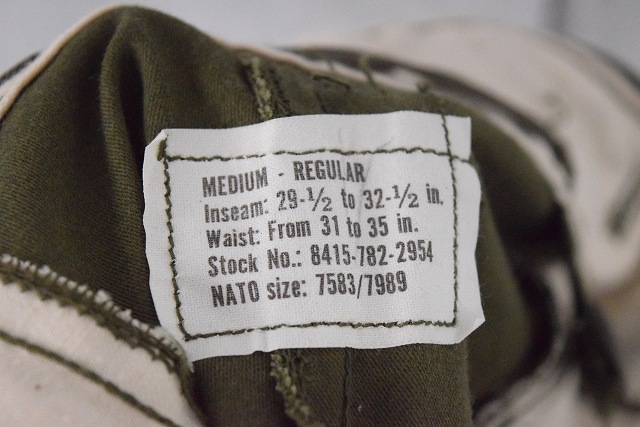 MEDIUM - REGULAR
Inseam: 29-1/2 to 32-1/2 in.
Waist: From 31 to 35 in.
Stock No.: 8415-782-2954
NATO size: 7583/7989